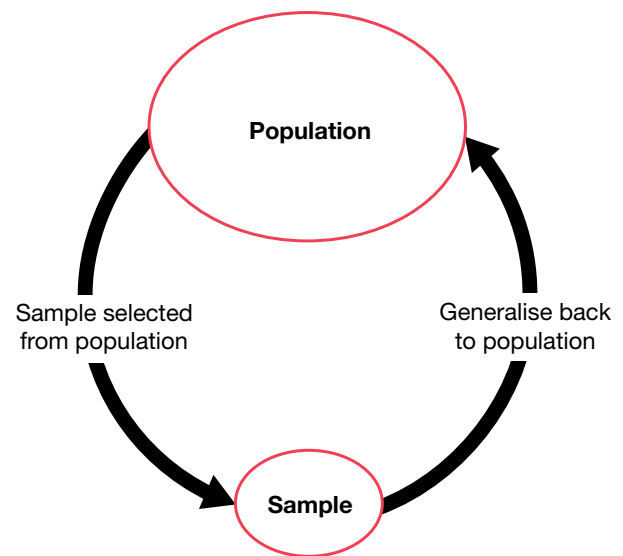 Population
Sample selected
from population
Generalise back
to population
Sample